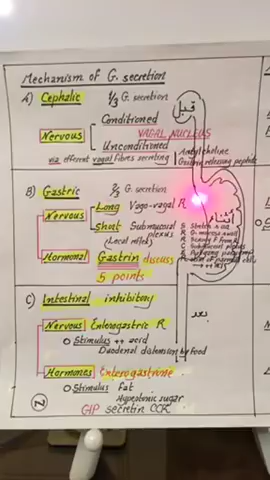 Mechanism of G. secretion
A) Cephalic 1/3 G. secretion
قبل
Conditioned
Nervous VAGAL NUCLEUS
Unconditioned
via efferent vagal fibres secreting Acetylcholine
Gastrin releasing peptide
B) Gastric 2/3 G. secretion
Nervous Long Vago-vagal R
Short Submucosal plexus
(Local reflex)
أثناء
Hormonal Gastrin discuss
5 points
C) Intestinal inhibitory
بعد
Nervous Enterogastric R
Stimulus ++ acid
Duodenal distension by food
Hormones Enterogastrone
Stimulus fat
Hypertonic sugar
GIP secretin CCK
2